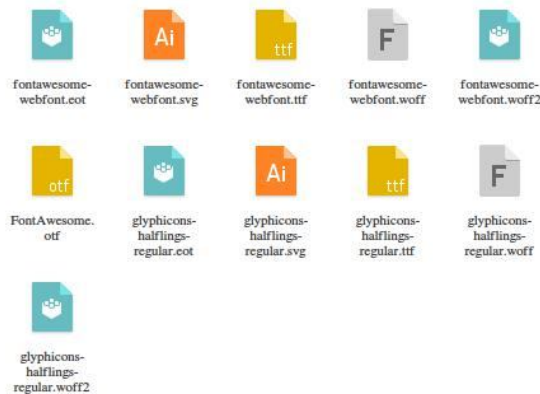 Ai
ttf
F
fontawesome-
webfont.eot
fontawesome-
webfont.svg
fontawesome-
webfont.ttf
fontawesome-
webfont.woff
fontawesome-
webfont.woff2
otf
Ai
ttf
F
FontAwesome.
otf
glyphicons-
halflings-
regular.eot
glyphicons-
halflings-
regular.svg
glyphicons-
halflings-
regular.ttf
glyphicons-
halflings-
regular.woff
glyphicons-
halflings-
regular.woff2